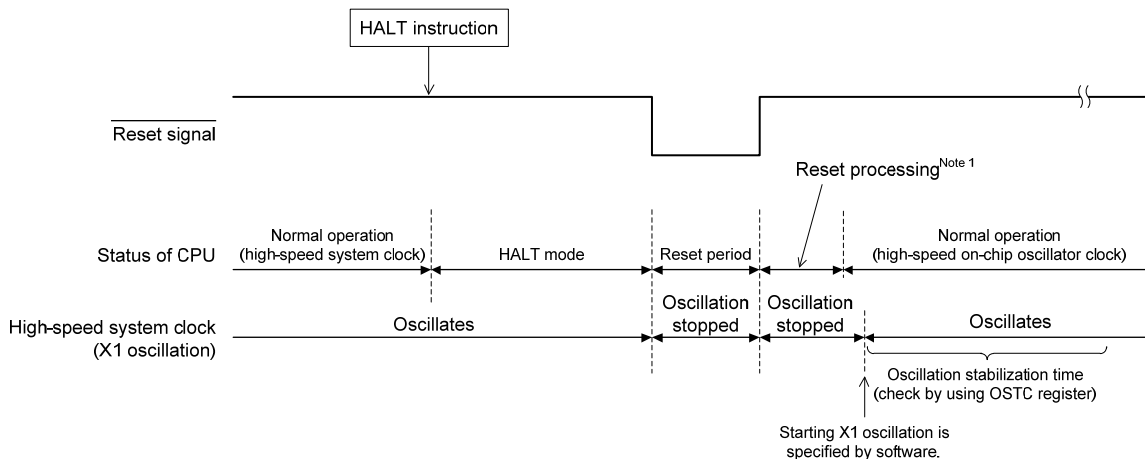 HALT instruction
Reset signal
Reset processing Note 1
Status of CPU
Normal operation
(high-speed system clock)
HALT mode
Reset period
Normal operation
(high-speed on-chip oscillator clock)
High-speed system clock
(X1 oscillation)
Oscillates
Oscillation
stopped
Oscillation
stopped
Oscillates
Oscillation stabilization time
(check by using OSTC register)
Starting X1 oscillation is
specified by software.